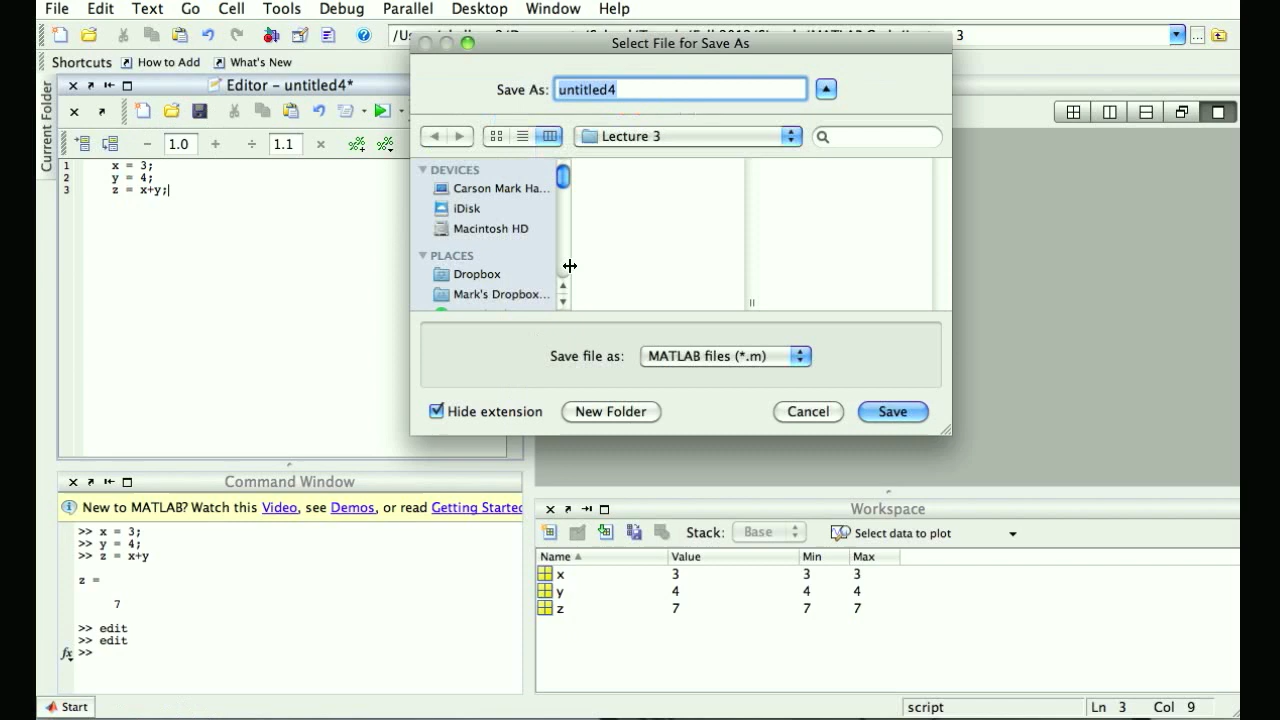 File Edit Text Go Cell Tools Debug Parallel Desktop Window Help
3
Shortcuts How to Add What's New
Select File for Save As
Current Folder
Editor – untitled4*
Save As: untitled4
1.0 1.1
Lecture 3
1 x = 3;
2 y = 4;
3 z = x+y;
DEVICES
Carson Mark Ha...
iDisk
Macintosh HD
PLACES
Dropbox
Mark's Dropbox...
Save file as: MATLAB files (*.m)
Hide extension New Folder Cancel Save
Command Window
New to MATLAB? Watch this Video, see Demos, or read Getting Started
>> x = 3;
>> y = 4;
>> z = x+y
z =
7
>> edit
>> edit
fx >>
Workspace
Stack: Base Select data to plot
Name Value Min Max
x 3 3 3
y 4 4 4
z 7 7 7
Start script Ln 3 Col 9